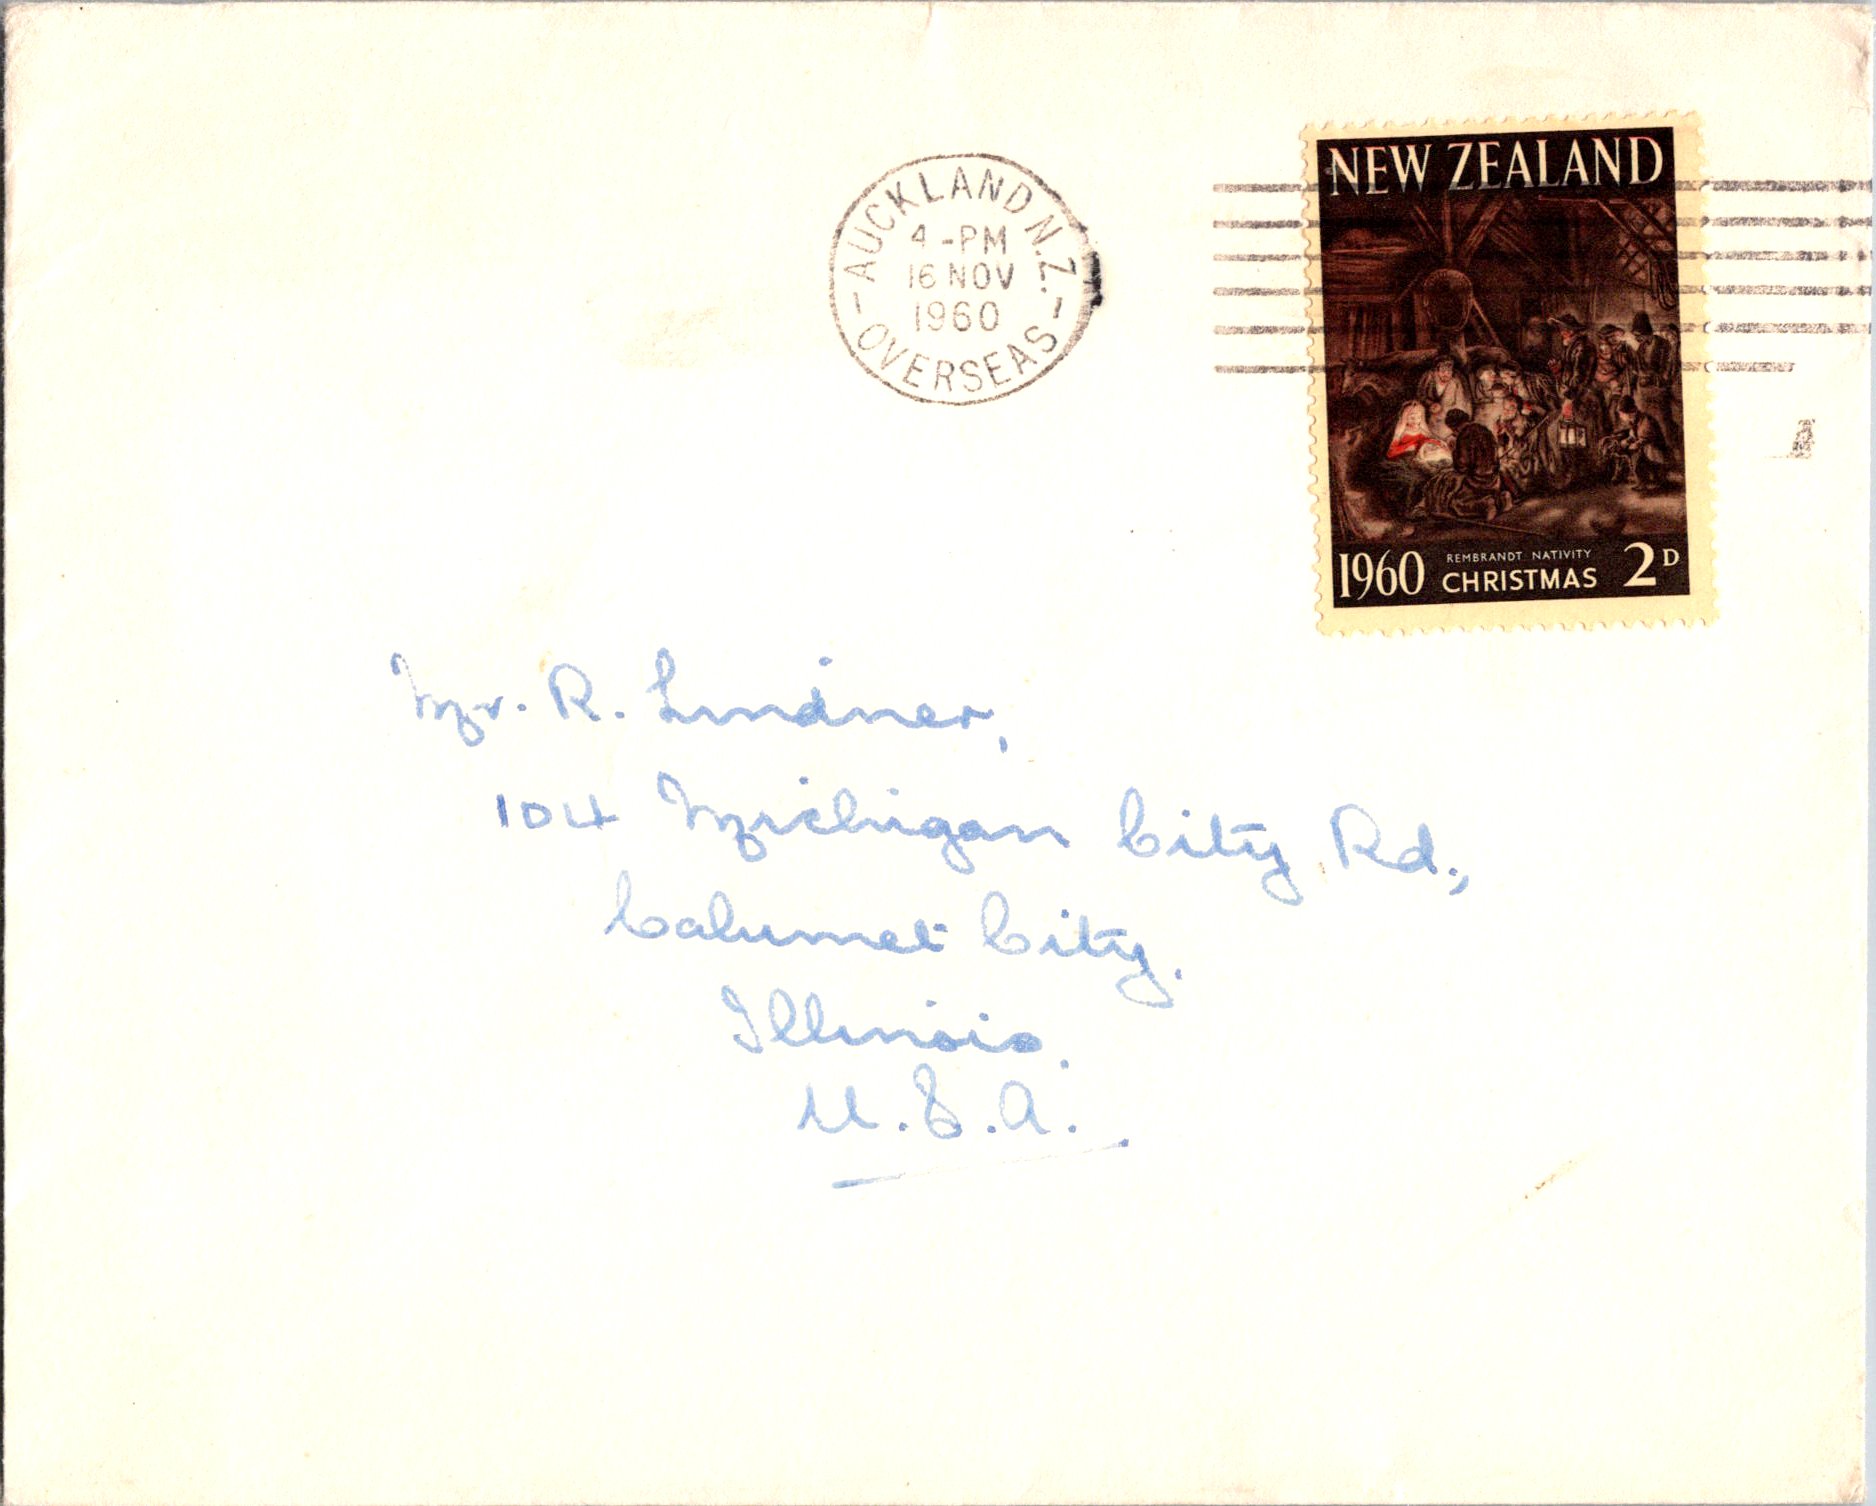 AUCKLAND N.Z.
4-PM
16 NOV
1960
- OVERSEAS -
NEW ZEALAND
REMBRANDT NATIVITY
1960 CHRISTMAS 2D
Mr. R. Lindner,
104 Michigan City Rd.,
Calumet City.
Illinois.
U.S.A.